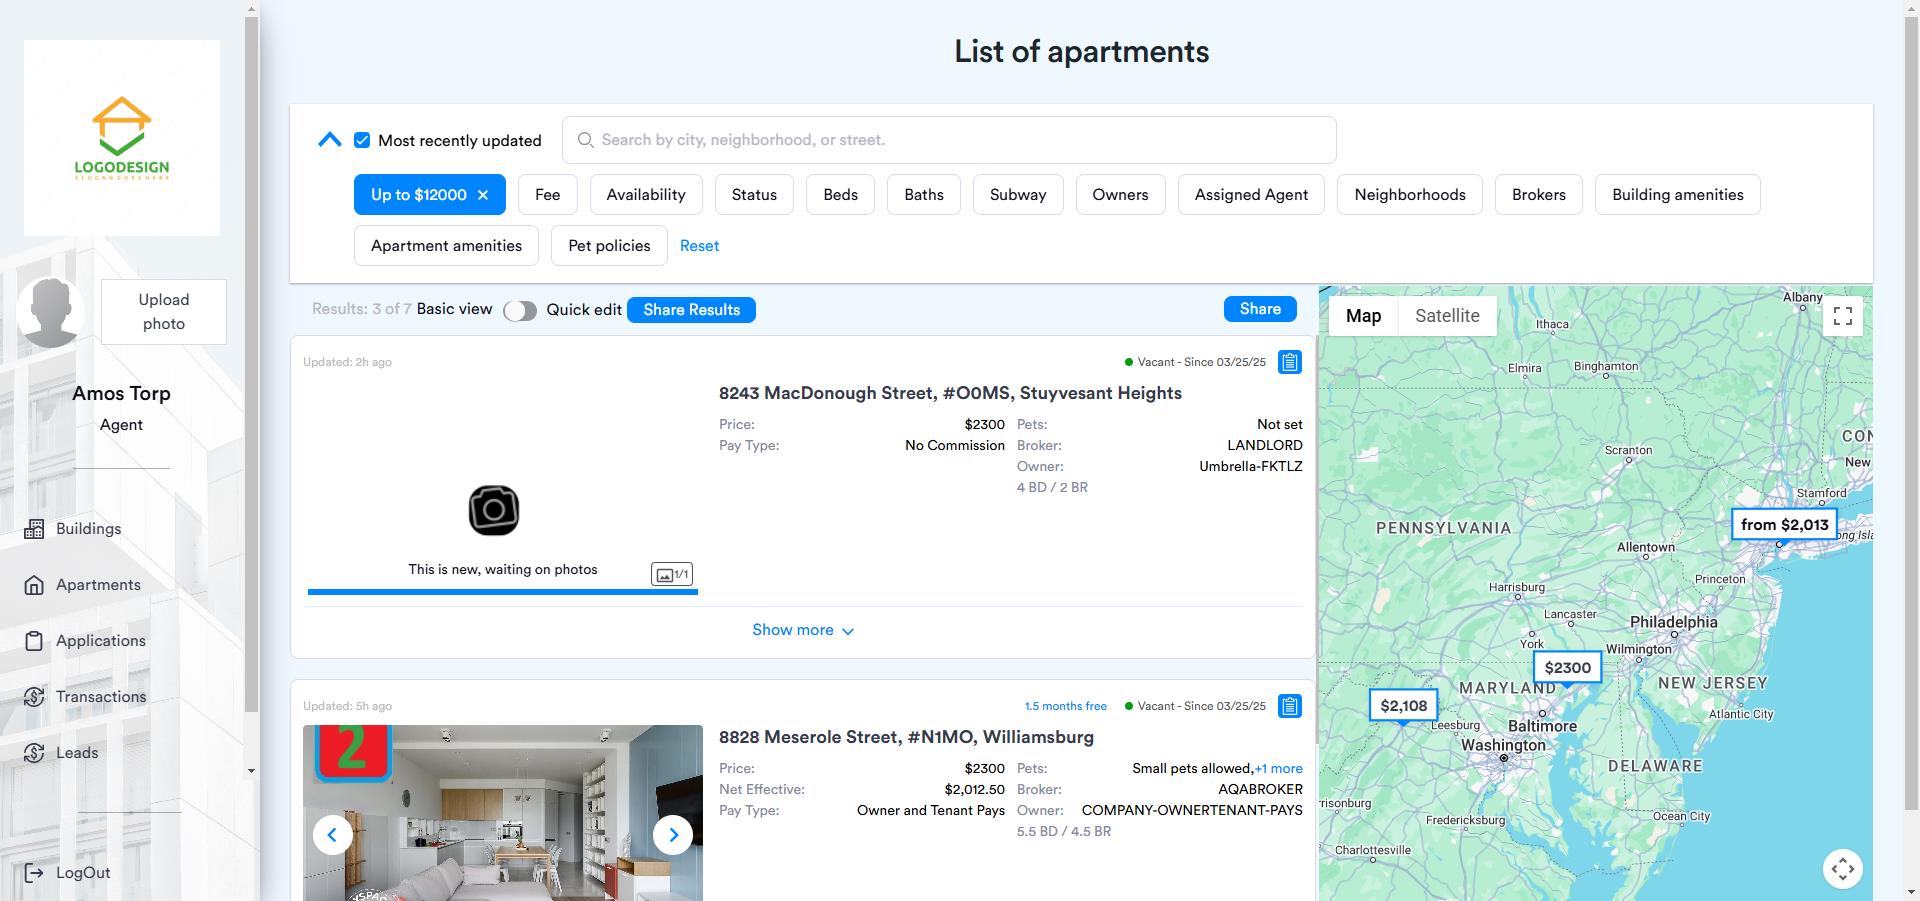 List of apartments
LOGODESIGN
SLOGANGOESHERE
Upload
photo
Amos Torp
Agent
Buildings
Apartments
Applications
Transactions
Leads
LogOut
Most recently updated
Search by city, neighborhood, or street.
Up to $12000 ×
Fee
Availability
Status
Beds
Baths
Subway
Owners
Assigned Agent
Neighborhoods
Brokers
Building amenities
Apartment amenities
Pet policies
Reset
Results: 3 of 7 Basic view Quick edit Share Results
Share
Updated: 2h ago
Vacant - Since 03/25/25
8243 MacDonough Street, #O0MS, Stuyvesant Heights
Price: $2300
Pay Type: No Commission
Pets: Not set
Broker: LANDLORD
Owner: Umbrella-FKTLZ
4 BD / 2 BR
This is new, waiting on photos
1/1
Show more
Updated: 5h ago
1.5 months free
Vacant - Since 03/25/25
2
8828 Meserole Street, #N1MO, Williamsburg
Price: $2300
Net Effective: $2,012.50
Pay Type: Owner and Tenant Pays
Pets: Small pets allowed,+1 more
Broker: AQABROKER
Owner: COMPANY-OWNERTENANT-PAYS
5.5 BD / 4.5 BR
Map
Satellite
Albany
Ithaca
Elmira
Binghamton
CON
Scranton
New
Stamford
from $2,013
PENNSYLVANIA
ong Isla
Allentown
Princeton
Harrisburg
Lancaster
Philadelphia
York
Wilmington
$2300
MARYLAND
NEW JERSEY
$2,108
Leesburg
Baltimore
Atlantic City
Washington
DELAWARE
rrisonburg
Fredericksburg
Ocean City
Charlottesville